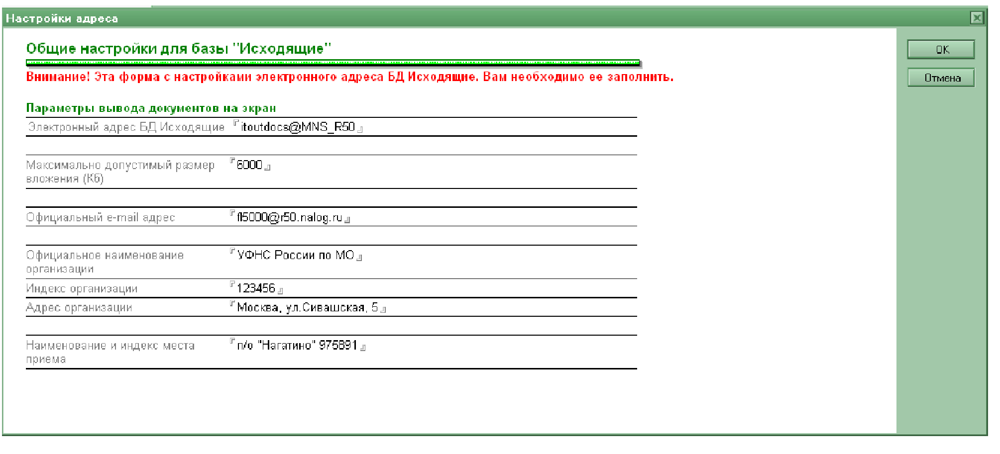 Настройки адреса
Общие настройки для базы "Исходящие"
Внимание! Эта форма с настройками электронного адреса БД Исходящие. Вам необходимо ее заполнить.
Параметры вывода документов на экран
Электронный адрес БД Исходящие itoutdocs@MNS_R50
Максимально допустимый размер 6000
вложения (Кб)
Официальный e-mail адрес fl5000@r50.nalog.ru
Официальное наименование УФНС России по МО
организации
Индекс организации 123456
Адрес организации Москва, ул.Сивашская, 5
Наименование и индекс места п/о "Нагатино" 975891
приема
OK
Отмена